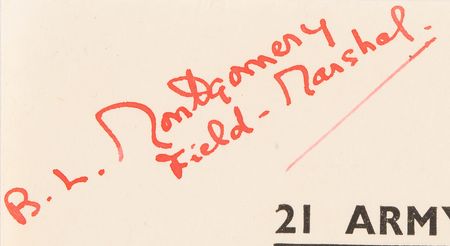 B. L. Montgomery
Field-Marshal.
21 ARMY